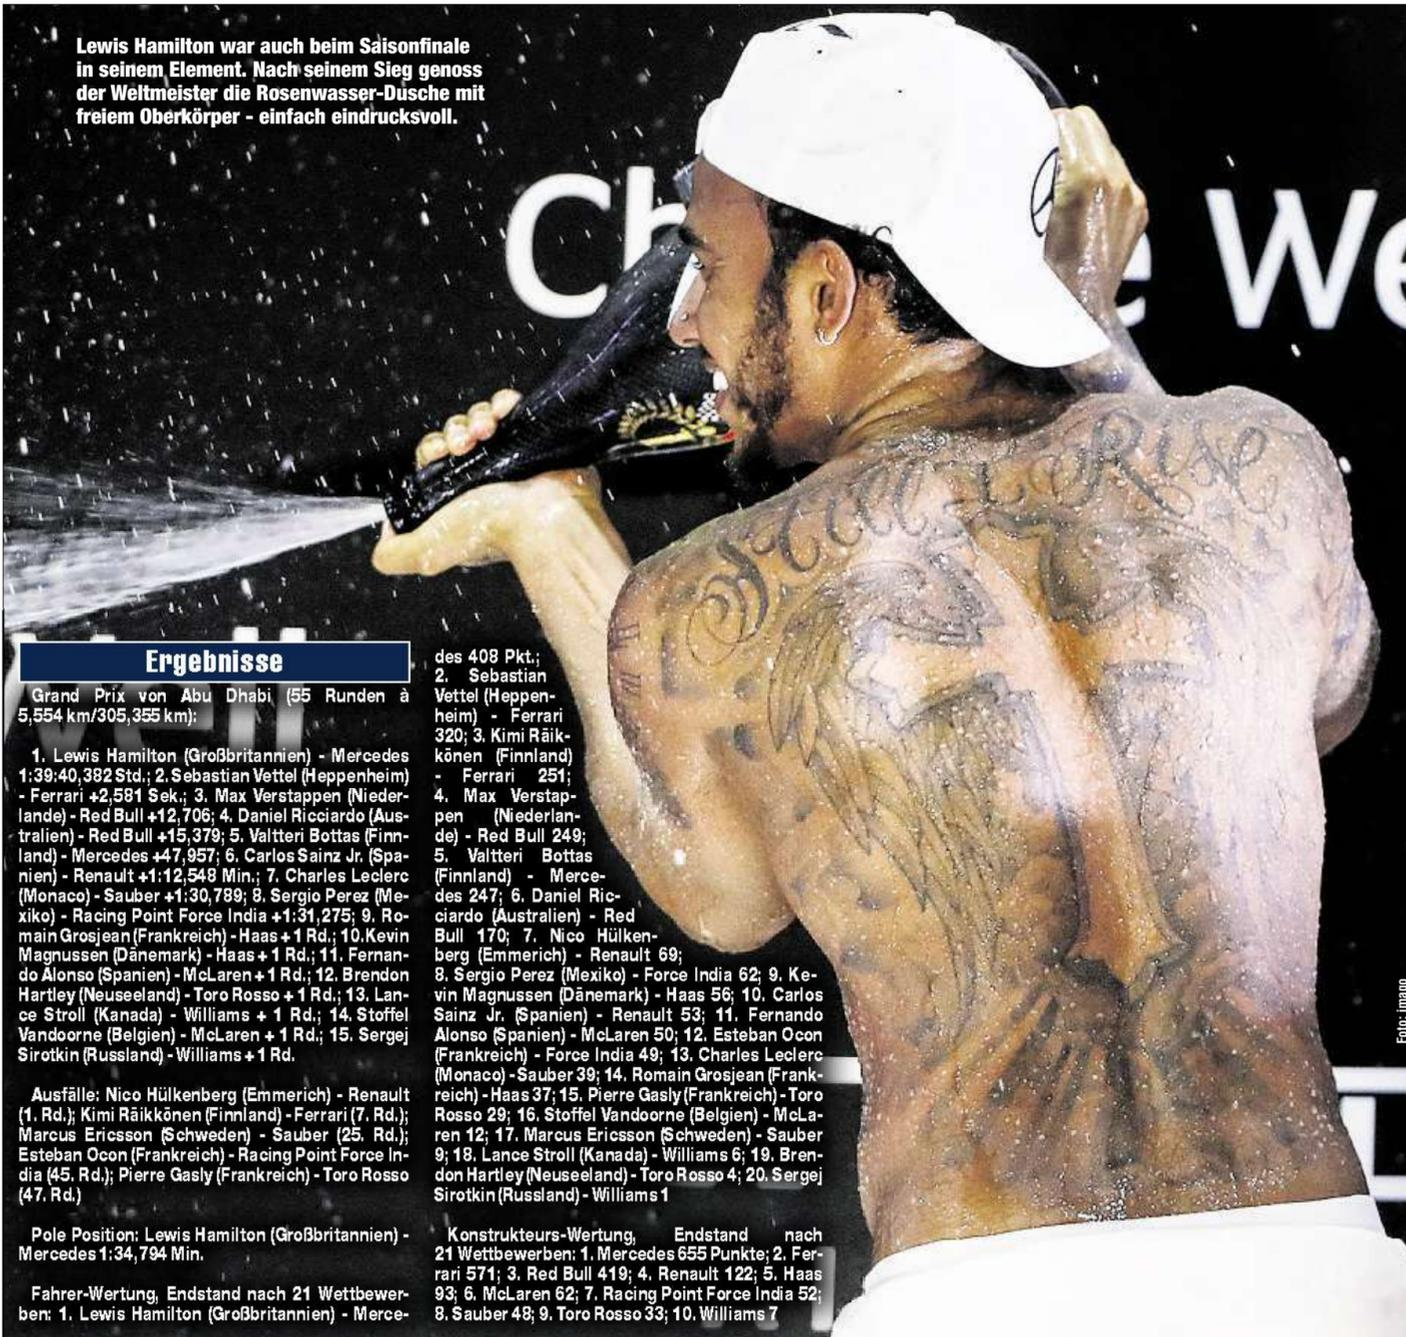 Lewis Hamilton war auch beim Saisonfinale
in seinem Element. Nach seinem Sieg genoss
der Weltmeister die Rosenwasser-Dusche mit
freiem Oberkörper - einfach eindrucksvoll.
Ch e We
Still I Rise
Ergebnisse
Grand Prix von Abu Dhabi (55 Runden à
5,554 km/305,355 km):
1. Lewis Hamilton (Großbritannien) - Mercedes
1:39:40,382 Std.; 2. Sebastian Vettel (Heppenheim)
- Ferrari +2,581 Sek.; 3. Max Verstappen (Nieder-
lande) - Red Bull +12,706; 4. Daniel Ricciardo (Aus-
tralien) - Red Bull +15,379; 5. Valtteri Bottas (Finn-
land) - Mercedes +47,957; 6. Carlos Sainz Jr. (Spa-
nien) - Renault +1:12,548 Min.; 7. Charles Leclerc
(Monaco) - Sauber +1:30,789; 8. Sergio Perez (Me-
xiko) - Racing Point Force India +1:31,275; 9. Ro-
main Grosjean (Frankreich) - Haas + 1 Rd.; 10. Kevin
Magnussen (Dänemark) - Haas + 1 Rd.; 11. Fernan-
do Alonso (Spanien) - McLaren + 1 Rd.; 12. Brendon
Hartley (Neuseeland) - Toro Rosso + 1 Rd.; 13. Lan-
ce Stroll (Kanada) - Williams + 1 Rd.; 14. Stoffel
Vandoorne (Belgien) - McLaren + 1 Rd.; 15. Sergej
Sirotkin (Russland) - Williams + 1 Rd.
Ausfälle: Nico Hülkenberg (Emmerich) - Renault
(1. Rd.); Kimi Räikkönen (Finnland) - Ferrari (7. Rd.);
Marcus Ericsson (Schweden) - Sauber (25. Rd.);
Esteban Ocon (Frankreich) - Racing Point Force In-
dia (45. Rd.); Pierre Gasly (Frankreich) - Toro Rosso
(47. Rd.)
Pole Position: Lewis Hamilton (Großbritannien) -
Mercedes 1:34,794 Min.
Fahrer-Wertung, Endstand nach 21 Wettbewer-
ben: 1. Lewis Hamilton (Großbritannien) - Merce-
des 408 Pkt.;
2. Sebastian
Vettel (Heppen-
heim) - Ferrari
320; 3. Kimi Räik-
könen (Finnland)
- Ferrari 251;
4. Max Verstap-
pen (Niederlan-
de) - Red Bull 249;
5. Valtteri Bottas
(Finnland) - Merce-
des 247; 6. Daniel Ric-
ciardo (Australien) - Red
Bull 170; 7. Nico Hülken-
berg (Emmerich) - Renault 69;
8. Sergio Perez (Mexiko) - Force India 62; 9. Ke-
vin Magnussen (Dänemark) - Haas 56; 10. Carlos
Sainz Jr. (Spanien) - Renault 53; 11. Fernando
Alonso (Spanien) - McLaren 50; 12. Esteban Ocon
(Frankreich) - Force India 49; 13. Charles Leclerc
(Monaco) - Sauber 39; 14. Romain Grosjean (Frank-
reich) - Haas 37; 15. Pierre Gasly (Frankreich) - Toro
Rosso 29; 16. Stoffel Vandoorne (Belgien) - McLa-
ren 12; 17. Marcus Ericsson (Schweden) - Sauber
9; 18. Lance Stroll (Kanada) - Williams 6; 19. Bren-
don Hartley (Neuseeland) - Toro Rosso 4; 20. Sergej
Sirotkin (Russland) - Williams 1
Konstrukteurs-Wertung, Endstand nach
21 Wettbewerben: 1. Mercedes 655 Punkte; 2. Fer-
rari 571; 3. Red Bull 419; 4. Renault 122; 5. Haas
93; 6. McLaren 62; 7. Racing Point Force India 52;
8. Sauber 48; 9. Toro Rosso 33; 10. Williams 7
Foto: imago